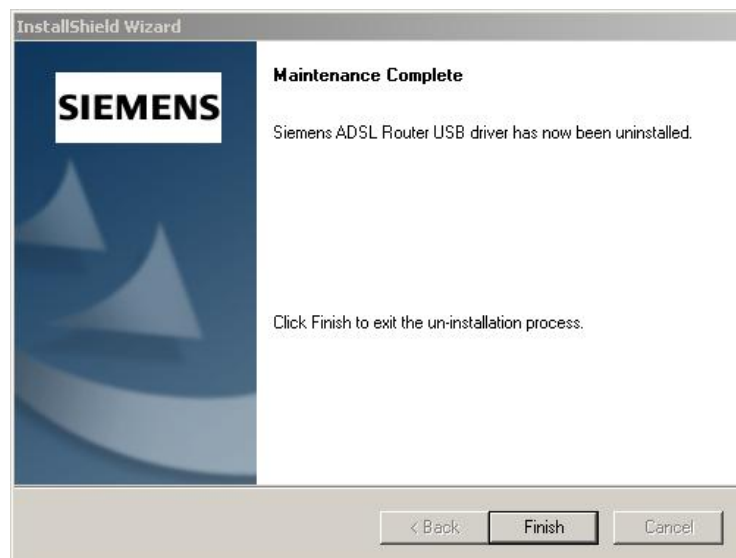 InstallShield Wizard
SIEMENS
Maintenance Complete
Siemens ADSL Router USB driver has now been uninstalled.
Click Finish to exit the un-installation process.
< Back
Finish
Cancel